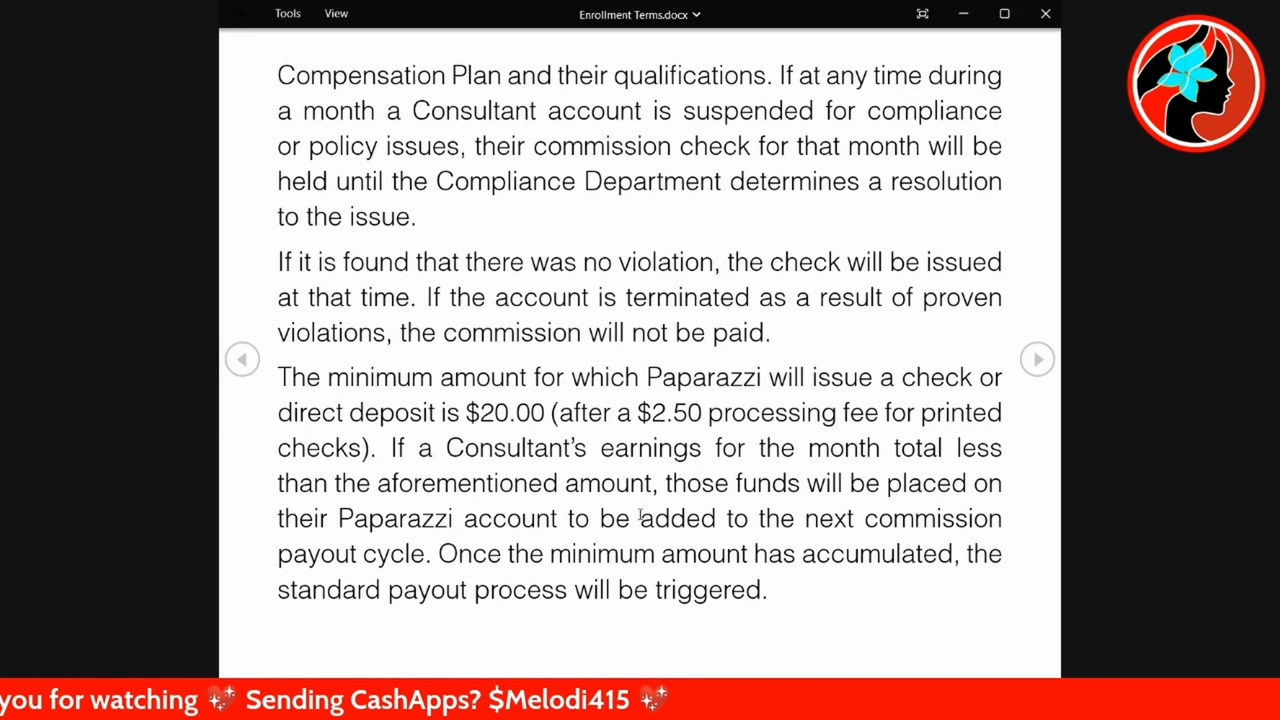 Tools View Enrollment Terms.docx
Compensation Plan and their qualifications. If at any time during
a month a Consultant account is suspended for compliance
or policy issues, their commission check for that month will be
held until the Compliance Department determines a resolution
to the issue.
If it is found that there was no violation, the check will be issued
at that time. If the account is terminated as a result of proven
violations, the commission will not be paid.
The minimum amount for which Paparazzi will issue a check or
direct deposit is $20.00 (after a $2.50 processing fee for printed
checks). If a Consultant's earnings for the month total less
than the aforementioned amount, those funds will be placed on
their Paparazzi account to be added to the next commission
payout cycle. Once the minimum amount has accumulated, the
standard payout process will be triggered.
you for watching 💖 Sending CashApps? $Melodi415 💖